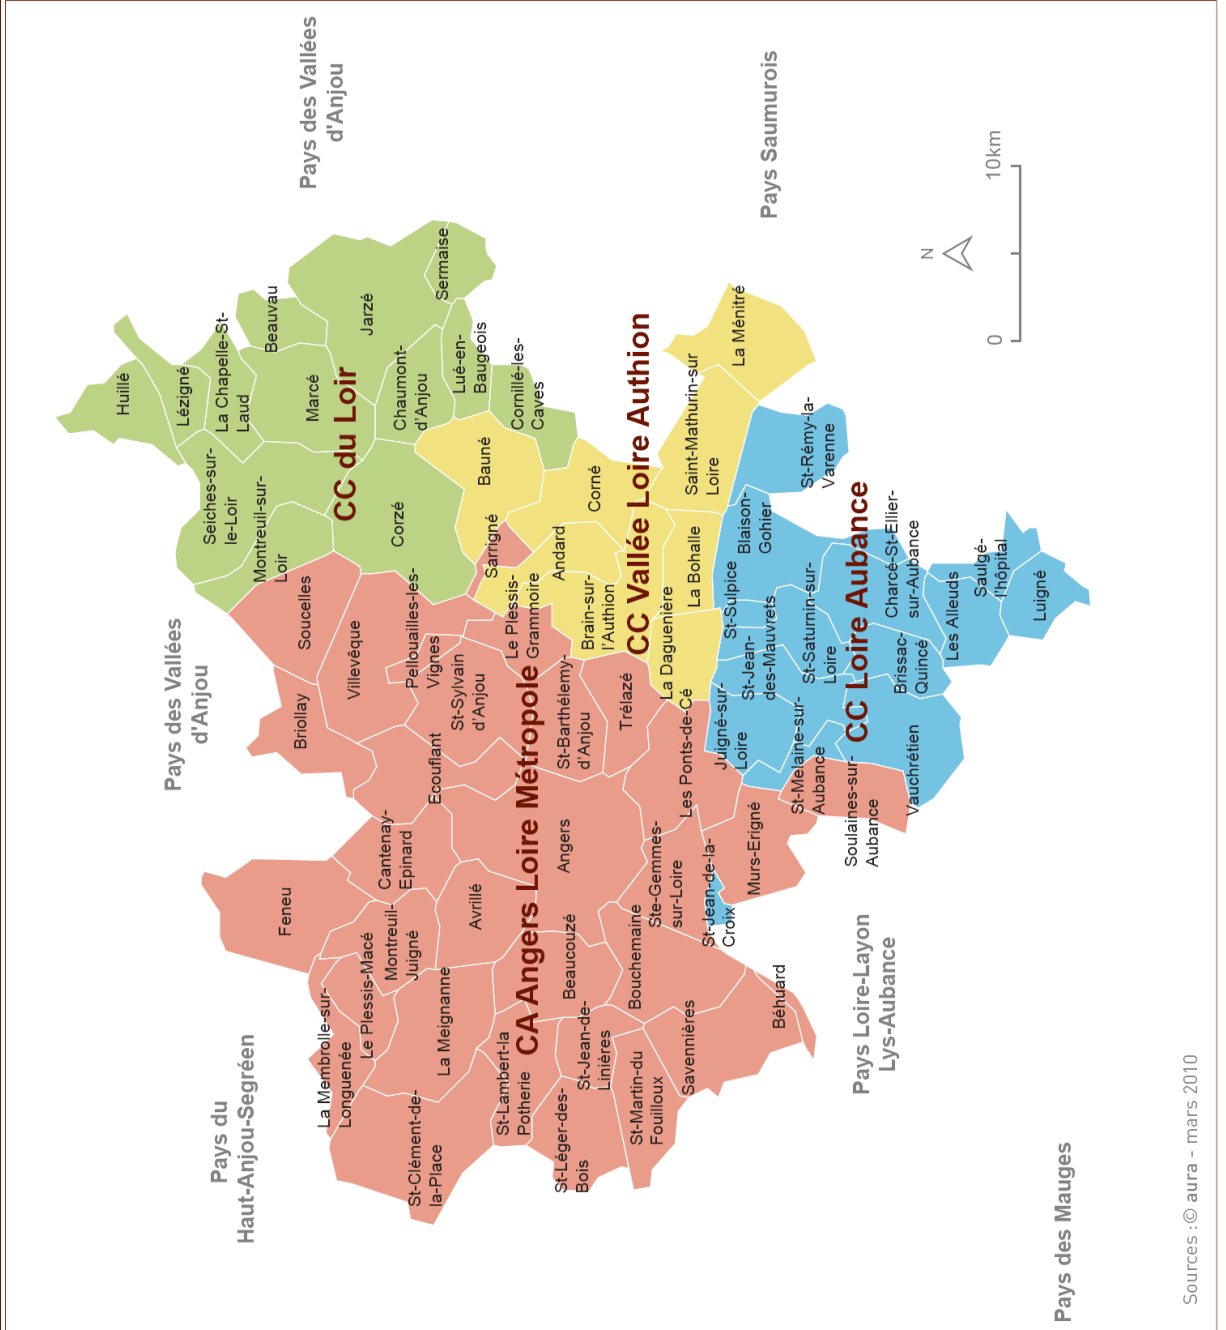 Pays des Vallées
d'Anjou
Pays du
Haut-Anjou-Segréen
Pays des Vallées
d'Anjou
Pays Saumurois
Pays Loire-Layon
Lys-Aubance
Pays des Mauges
CC du Loir
CC Vallée Loire Authion
CC Loire Aubance
CA Angers Loire Métropole
Huillé
Lézigné
La Chapelle-St-
Laud
Beauvau
Marcé
Jarzé
Sermaise
Chaumont-
d'Anjou
Lué-en-
Baugeois
Cornillé-les-
Caves
Seiches-sur-
le-Loir
Montreuil-sur-
Loir
Corzé
Bauné
Corné
Sarrigné
Andard
Le Plessis-
Grammoire
Brain-sur-
l'Authion
La Bohalle
La Daguenière
Saint-Mathurin-sur
Loire
La Ménitré
St-Rémy-la-
Varenne
Blaison-
Gohier
St-Sulpice
St-Jean-
des-Mauvrets
St-Saturnin-sur-
Loire
Charcé-St-Ellier-
sur-Aubance
Brissac-
Quincé
Les Alleuds
Saulgé-
l'hôpital
Luigné
Vauchrétien
Juigné-sur-
Loire
St-Melaine-sur-
Aubance
Soulaines-sur-
Aubance
Soucelles
Villevêque
Briollay
Pellouailles-les-
Vignes
St-Sylvain
d'Anjou
Ecouflant
St-Barthélemy-
d'Anjou
Trélazé
Les Ponts-de-Cé
Cantenay-
Epinard
Feneu
Angers
Avrillé
Montreuil-
Juigné
Le Plessis-Macé
La Membrolle-sur-
Longuenée
La Meignanne
St-Clément-de-
la-Place
St-Lambert-la
Potherie
Beaucouzé
St-Jean-de-
Linières
St-Léger-des-
Bois
St-Martin-du
Fouilloux
Bouchemaine
Ste-Gemmes-
sur-Loire
Murs-Erigné
St-Jean-de-la-
Croix
Savennières
Béhuard
N
0
10km
Sources :© aura - mars 2010